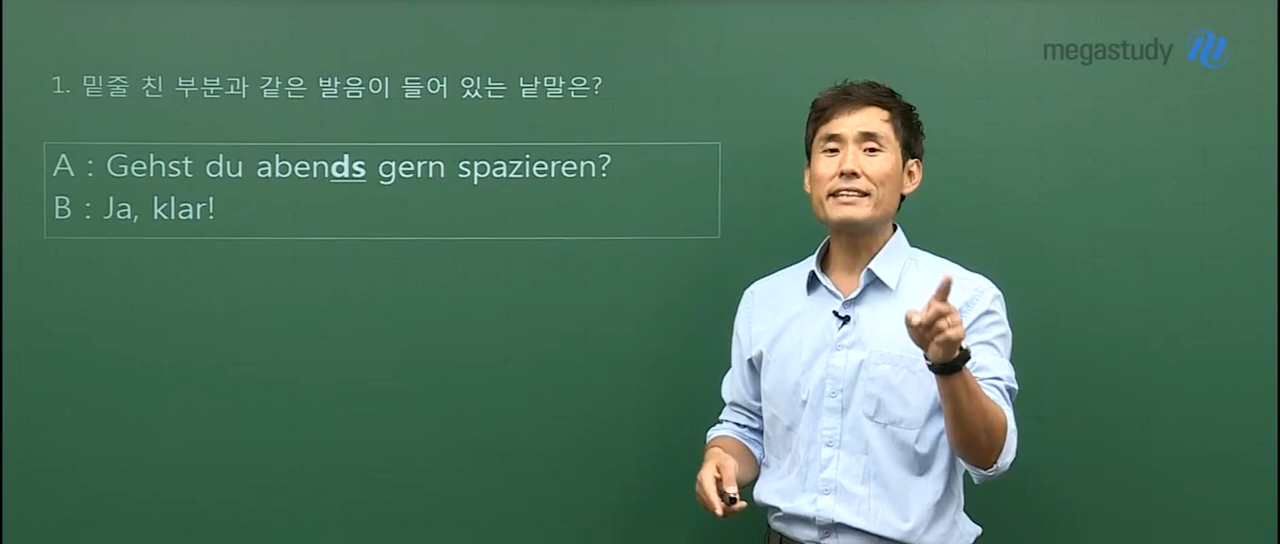 megastudy
1. 밑줄 친 부분과 같은 발음이 들어 있는 낱말은?
A : Gehst du abends gern spazieren?
B : Ja, klar!